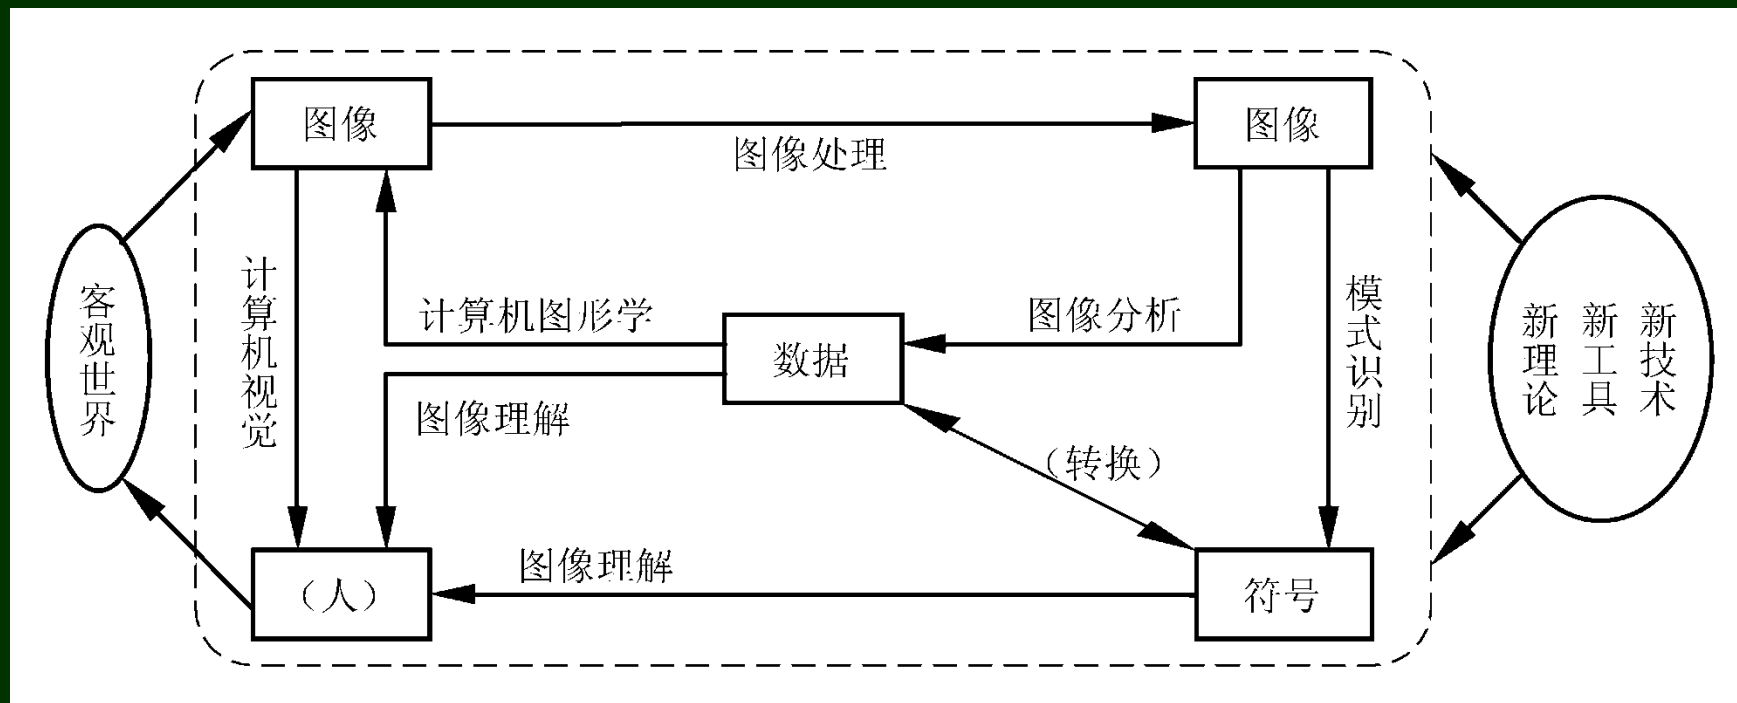 图像
图像
图像处理
客观世界
计算机视觉
计算机图形学
图像分析
模式识别
数据
新理论
新工具
新技术
图像理解
（转换）
图像理解
（人）
符号